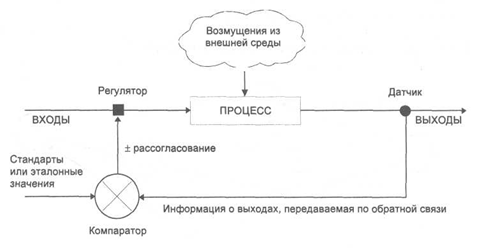 Возмущения из
внешней среды
Регулятор
Датчик
ВХОДЫ
ПРОЦЕСС
ВЫХОДЫ
± рассогласование
Стандарты
или эталонные
значения
Информация о выходах, передаваемая по обратной связи
Компаратор